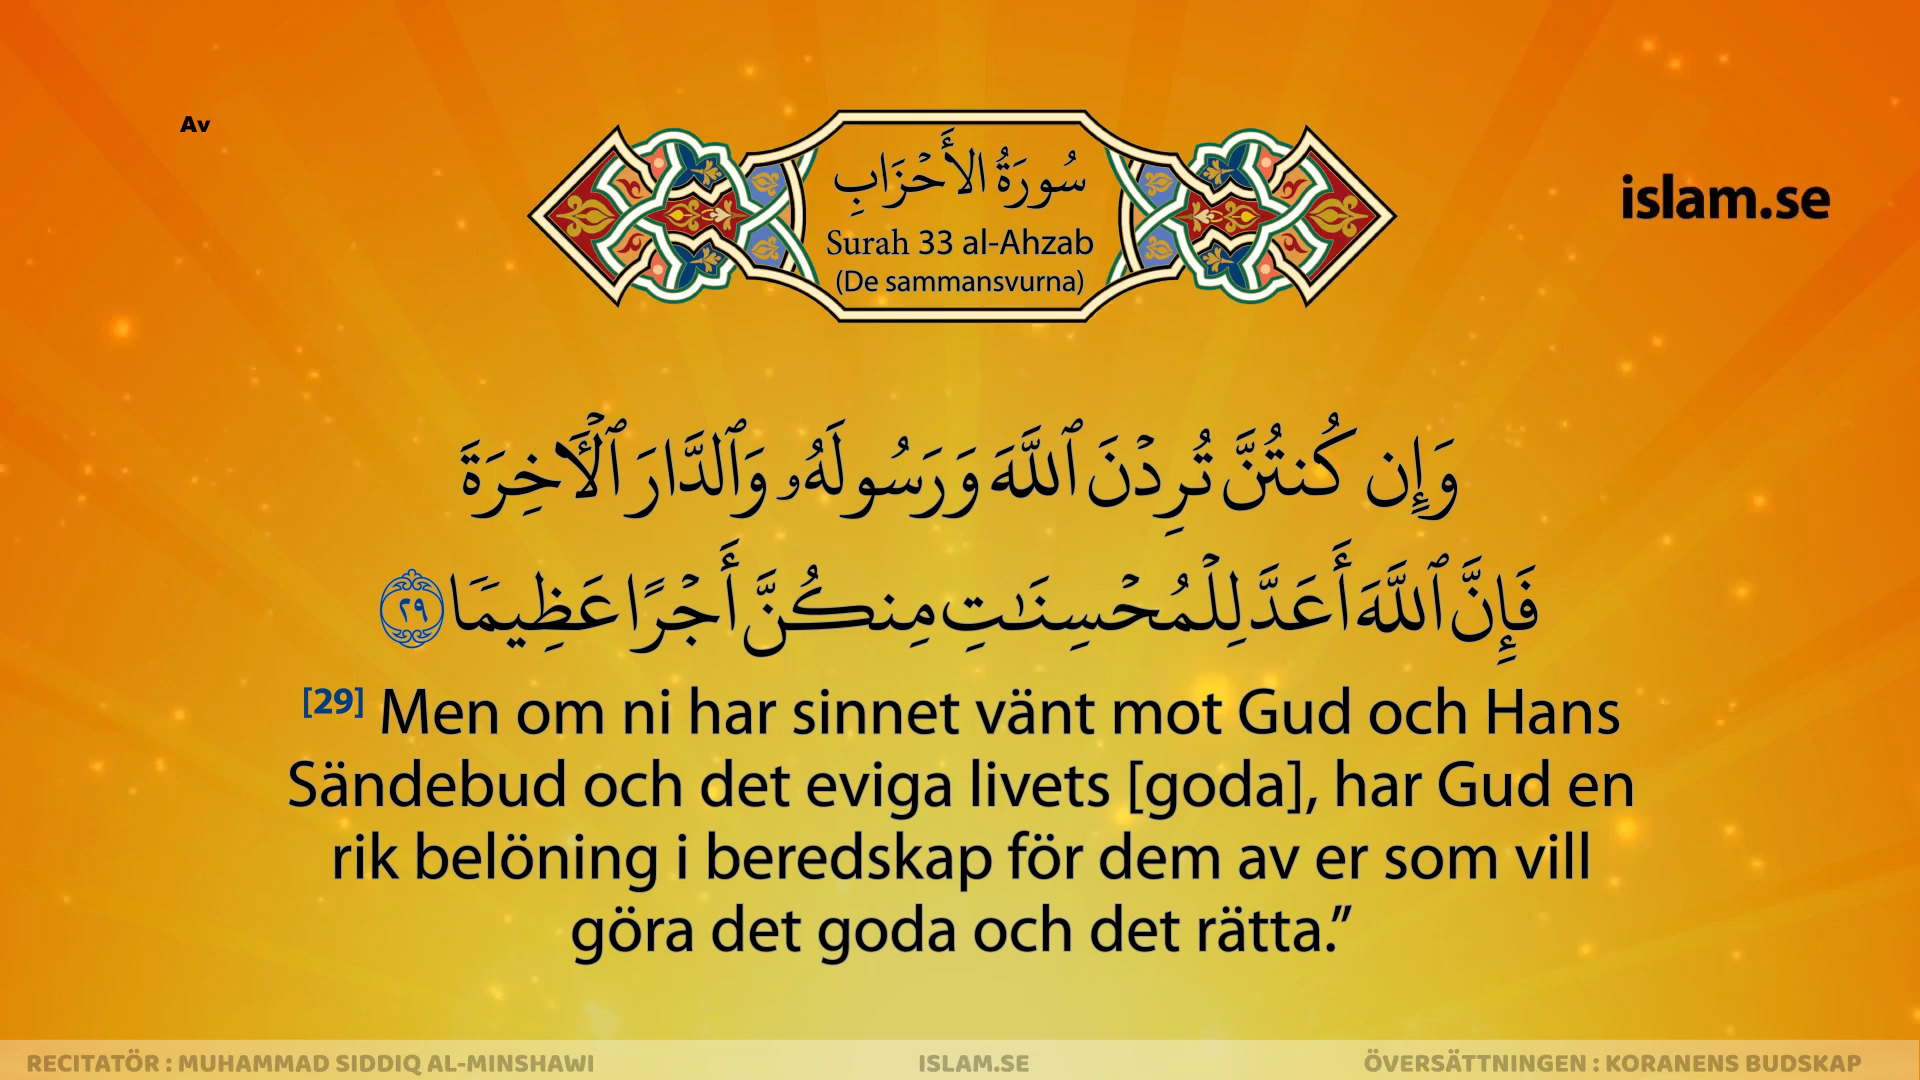 Av
سُورَةُ الأَحْزَابِ
Surah 33 al-Ahzab
(De sammansvurna)
islam.se
وَإِن كُنتُنَّ تُرِدْنَ ٱللَّهَ وَرَسُولَهُۥ وَٱلدَّارَ ٱلْـَٔاخِرَةَ
فَإِنَّ ٱللَّهَ أَعَدَّ لِلْمُحْسِنَـٰتِ مِنكُنَّ أَجْرًا عَظِيمًا ٢٩
[29] Men om ni har sinnet vänt mot Gud och Hans
Sändebud och det eviga livets [goda], har Gud en
rik belöning i beredskap för dem av er som vill
göra det goda och det rätta.”
RECITATÖR : MUHAMMAD SIDDIQ AL-MINSHAWI
ISLAM.SE
ÖVERSÄTTNINGEN : KORANENS BUDSKAP